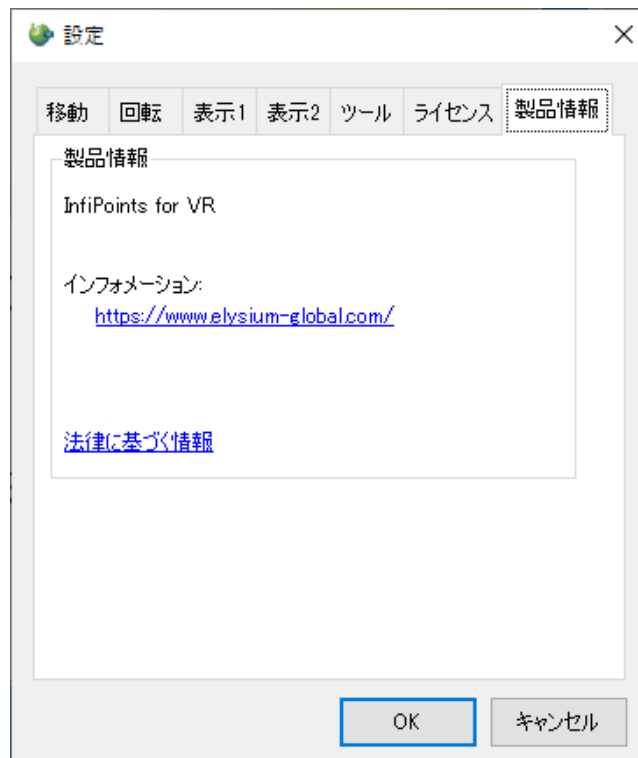 設定
移動 回転 表示1 表示2 ツール ライセンス 製品情報
製品情報
InfiPoints for VR
インフォメーション:
https://www.elysium-global.com/
法律に基づく情報
OK キャンセル